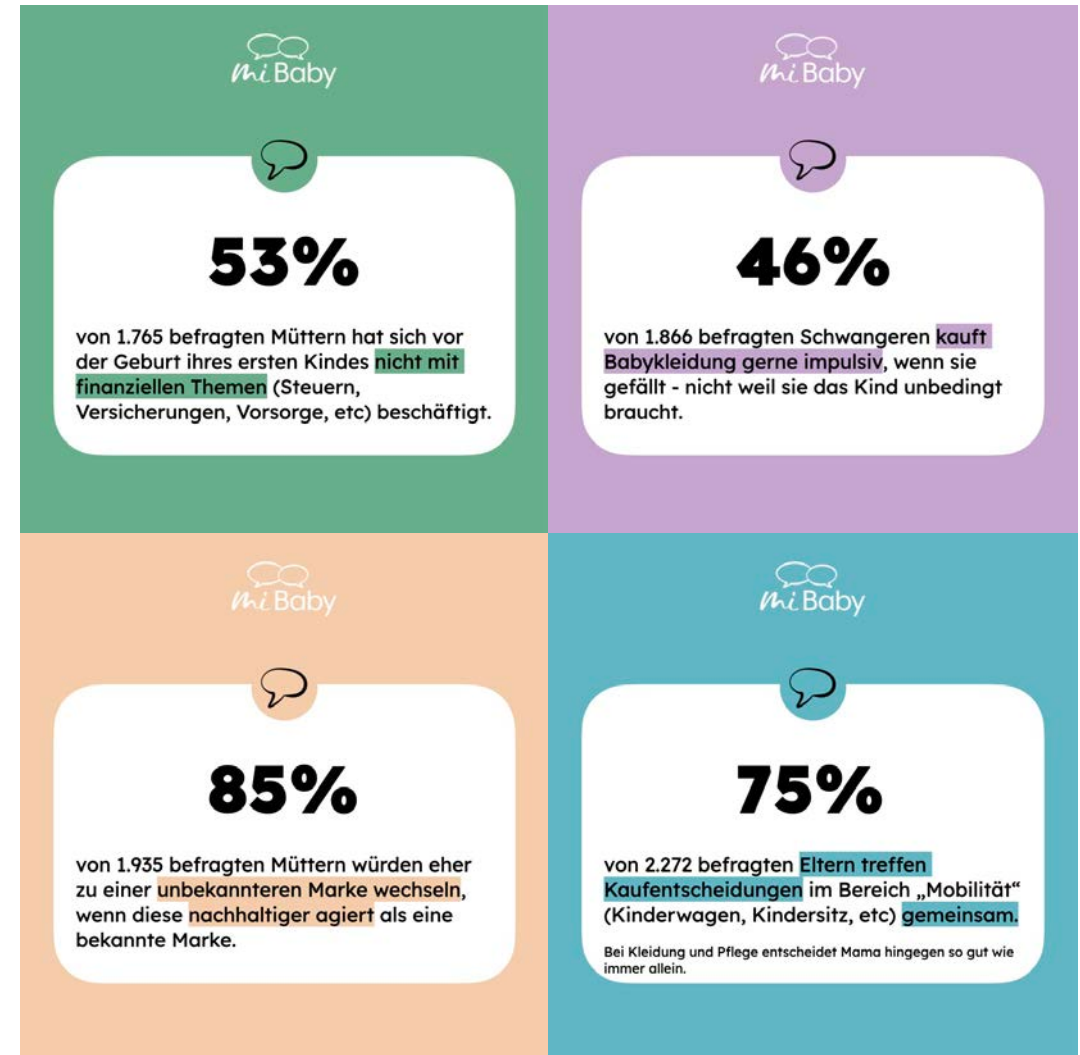 mi Baby
53%
von 1.765 befragten Müttern hat sich vor
der Geburt ihres ersten Kindes nicht mit
finanziellen Themen (Steuern,
Versicherungen, Vorsorge, etc) beschäftigt.
mi Baby
46%
von 1.866 befragten Schwangeren kauft
Babykleidung gerne impulsiv, wenn sie
gefällt - nicht weil sie das Kind unbedingt
braucht.
mi Baby
85%
von 1.935 befragten Müttern würden eher
zu einer unbekannteren Marke wechseln,
wenn diese nachhaltiger agiert als eine
bekannte Marke.
mi Baby
75%
von 2.272 befragten Eltern treffen
Kaufentscheidungen im Bereich „Mobilität“
(Kinderwagen, Kindersitz, etc) gemeinsam.
Bei Kleidung und Pflege entscheidet Mama hingegen so gut wie
immer allein.